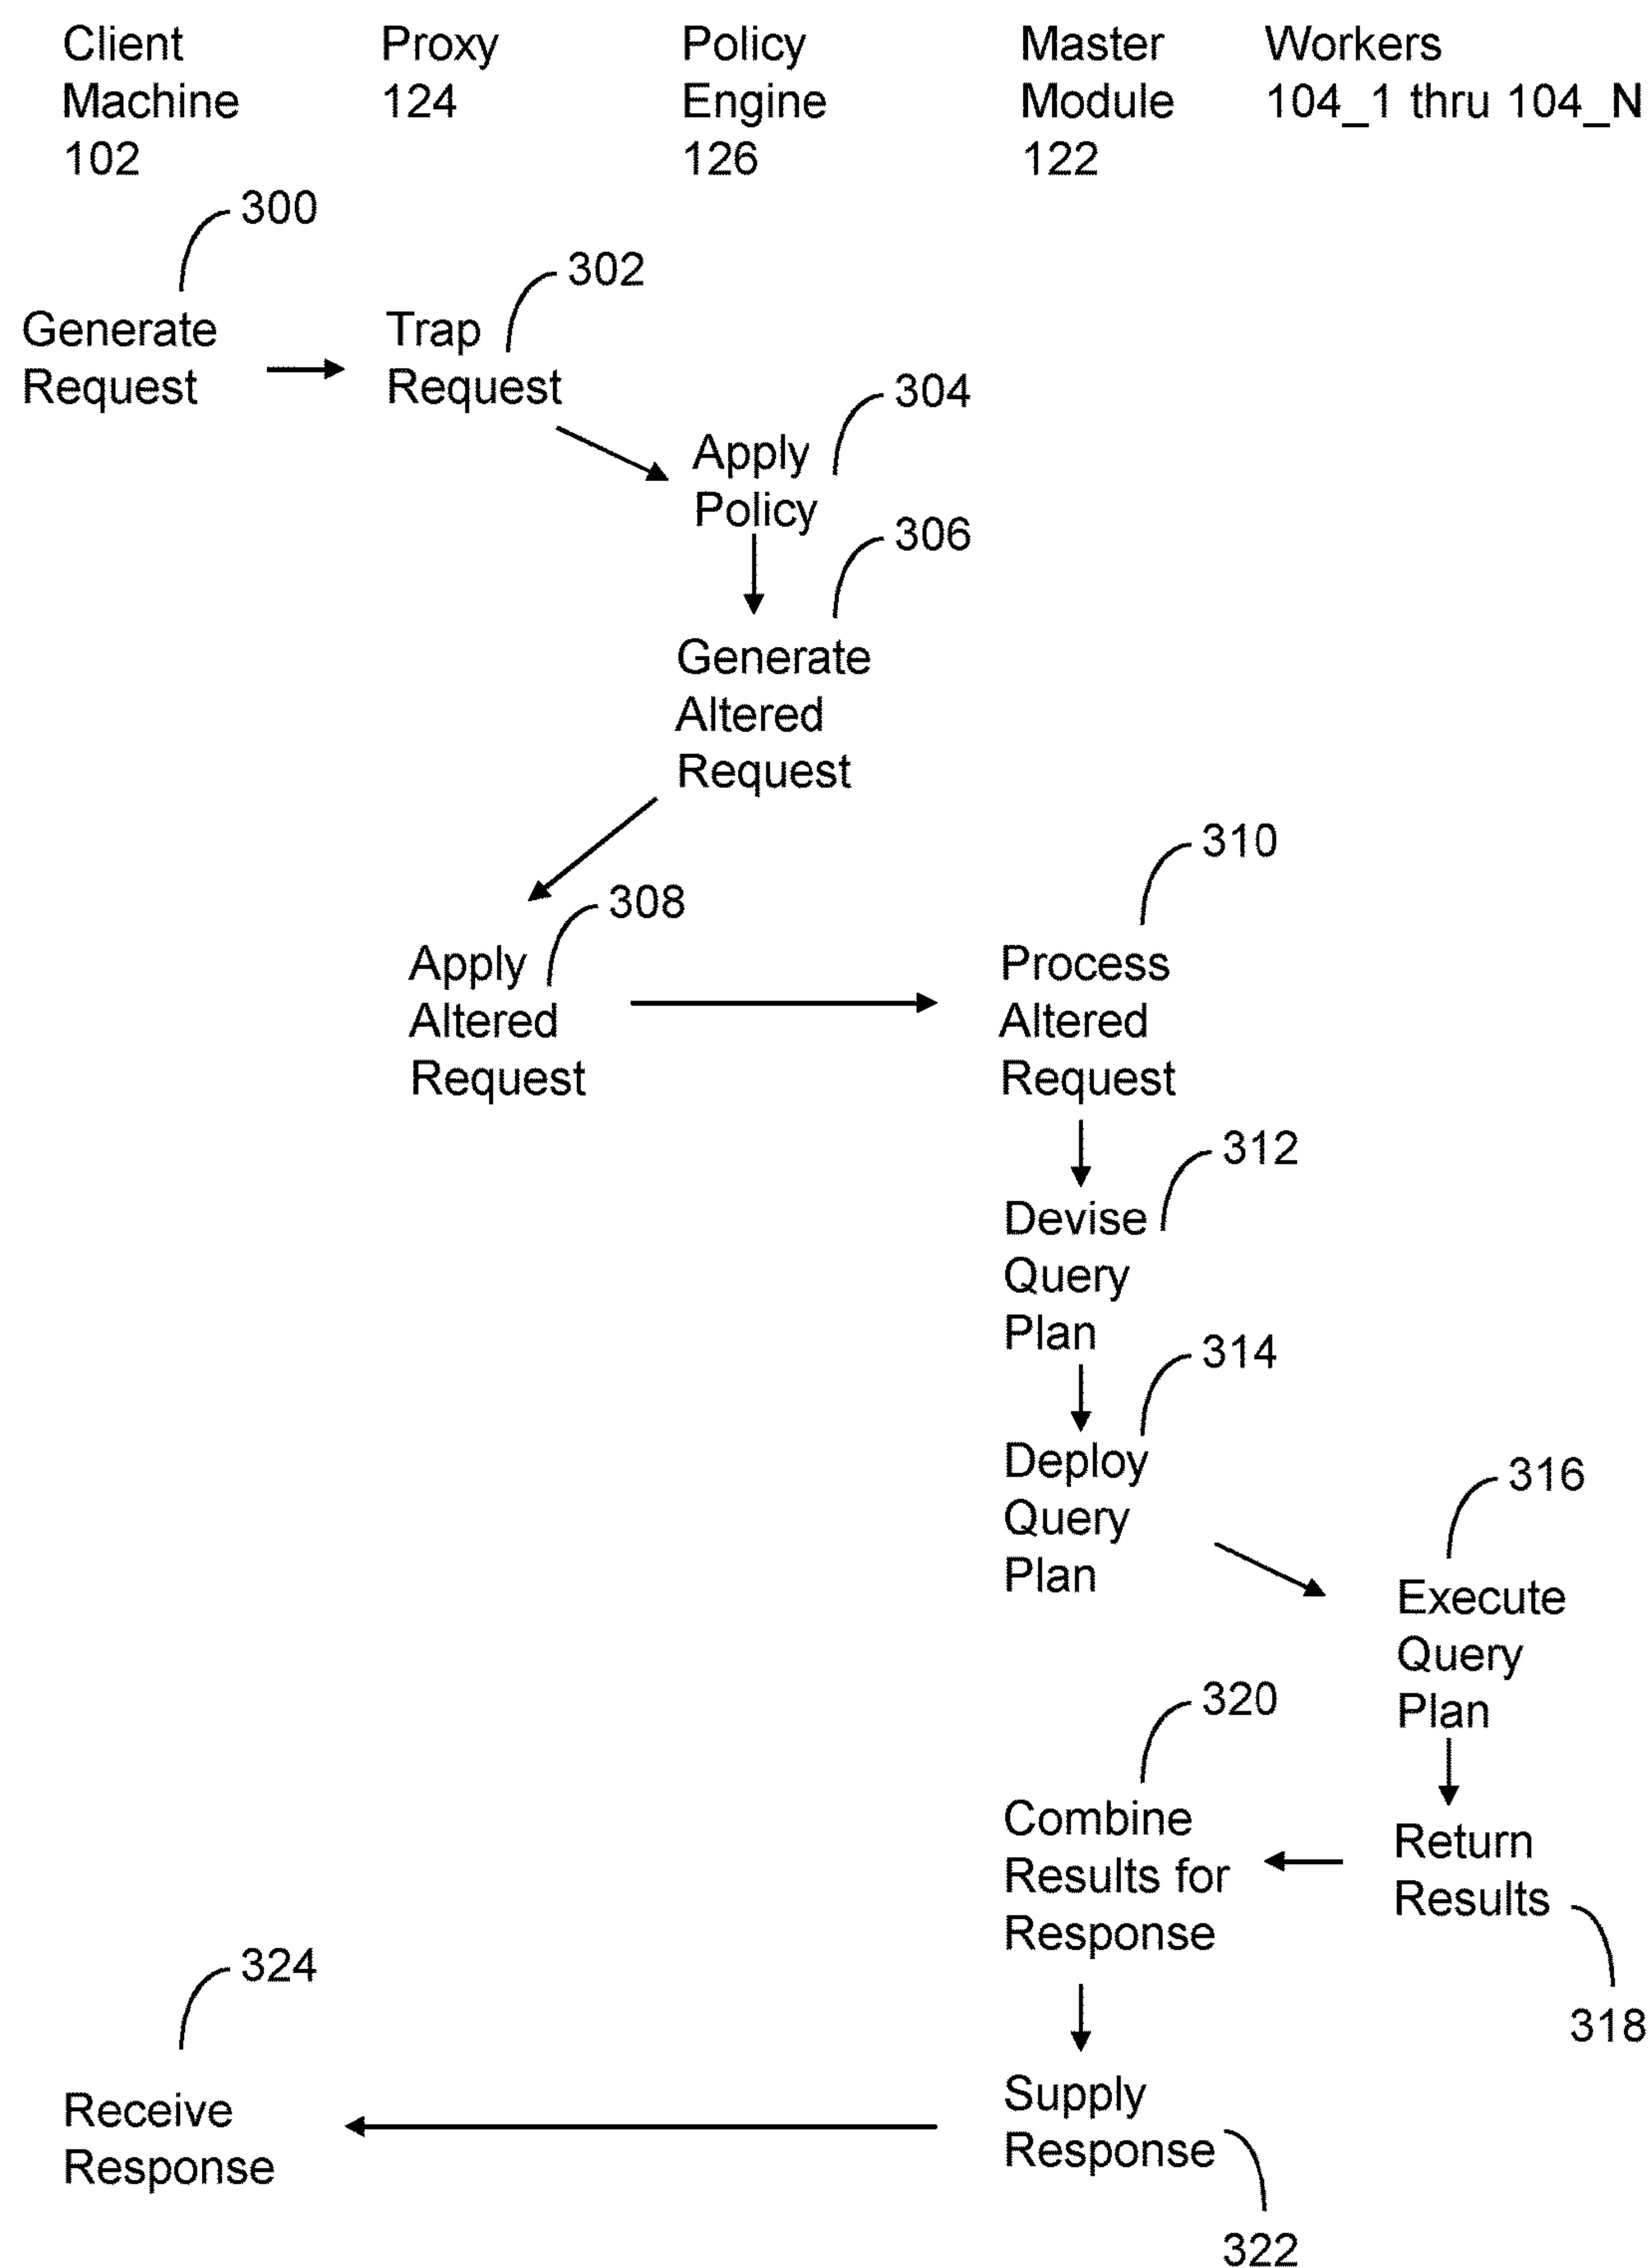 Client
Machine
102
Proxy
124
Policy
Engine
126
Master
Module
122
Workers
104_1 thru 104_N
300
Generate
Request
302
Trap
Request
304
Apply
Policy
306
Generate
Altered
Request
308
Apply
Altered
Request
310
Process
Altered
Request
312
Devise
Query
Plan
314
Deploy
Query
Plan
316
Execute
Query
Plan
Return
Results
318
320
Combine
Results for
Response
Supply
Response
322
324
Receive
Response